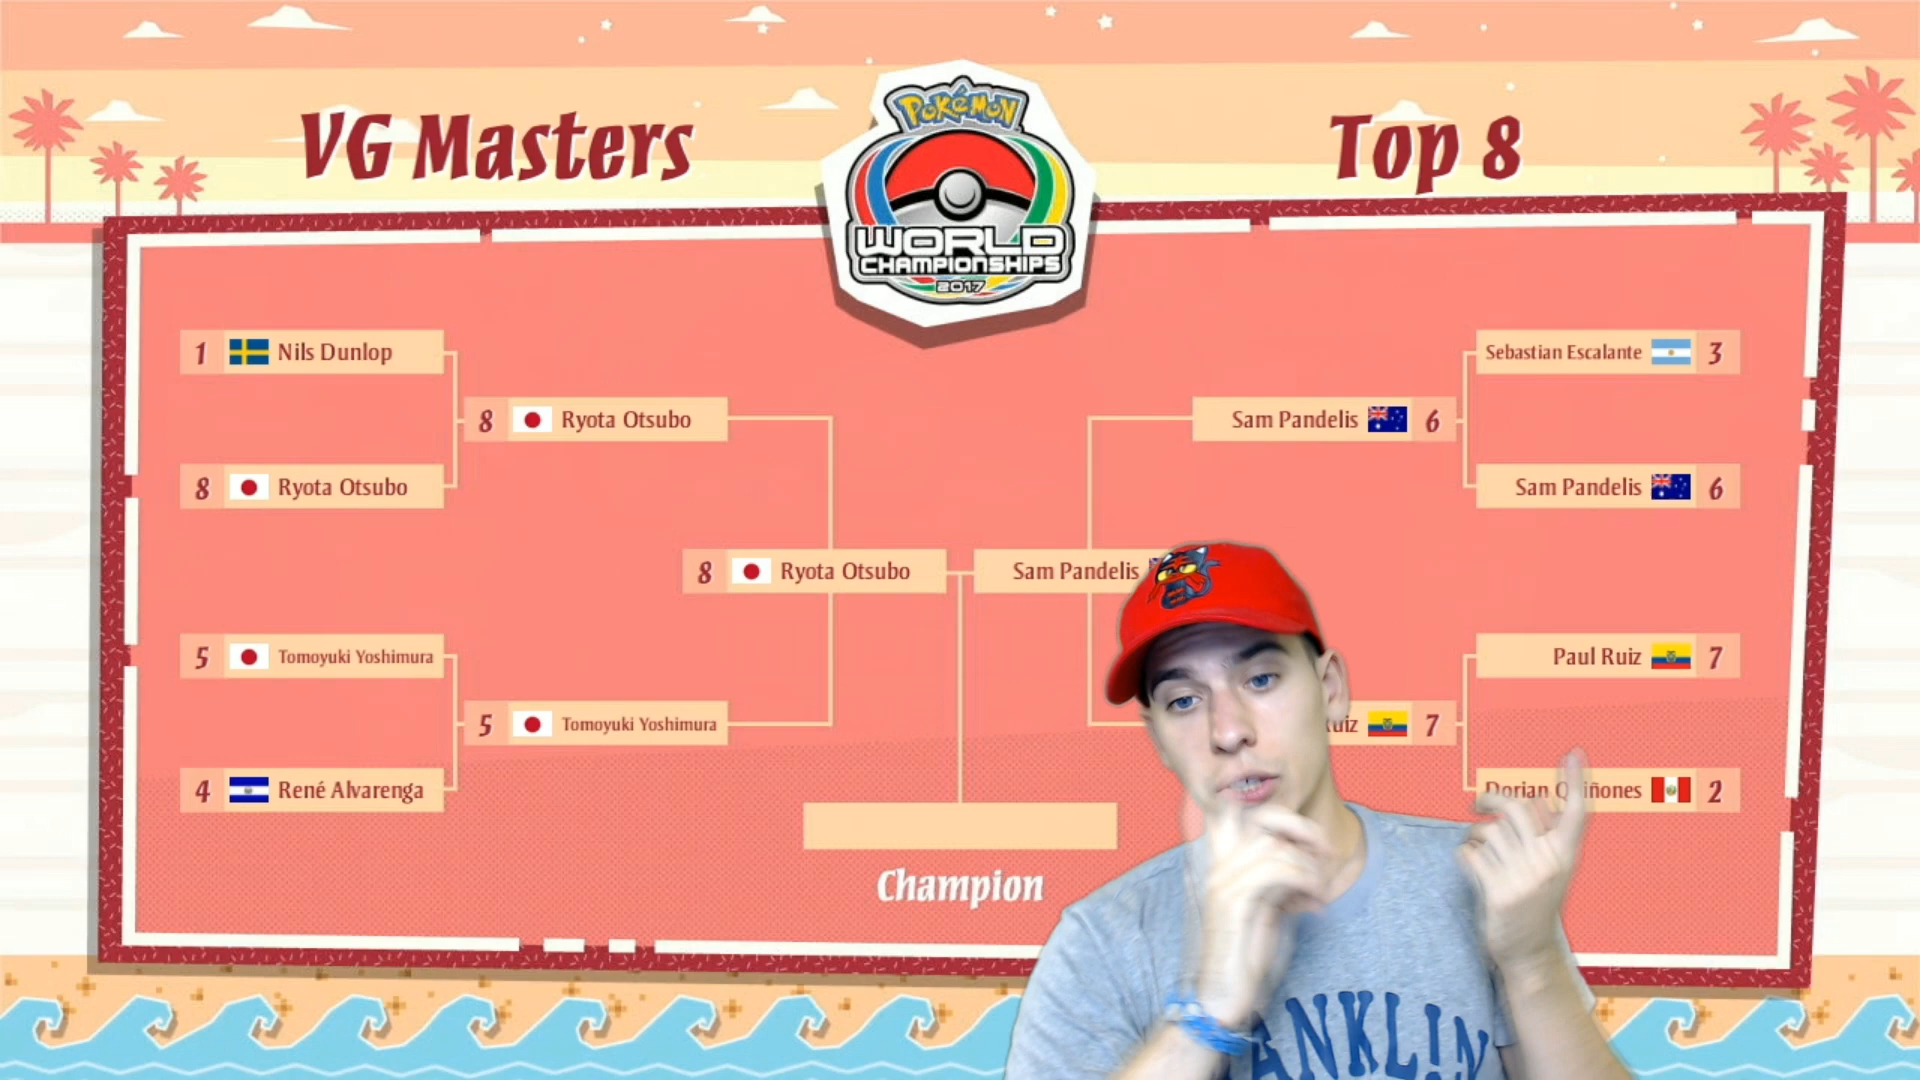 VG Masters
Top 8
POKéMON
WORLD
CHAMPIONSHIPS
2017
1 Nils Dunlop
8 Ryota Otsubo
8 Ryota Otsubo
5 Tomoyuki Yoshimura
4 René Alvarenga
5 Tomoyuki Yoshimura
8 Ryota Otsubo
Sam Pandelis
Sebastian Escalante 3
Sam Pandelis 6
Sam Pandelis 6
Paul Ruiz 7
7
Dorian 2
Champion